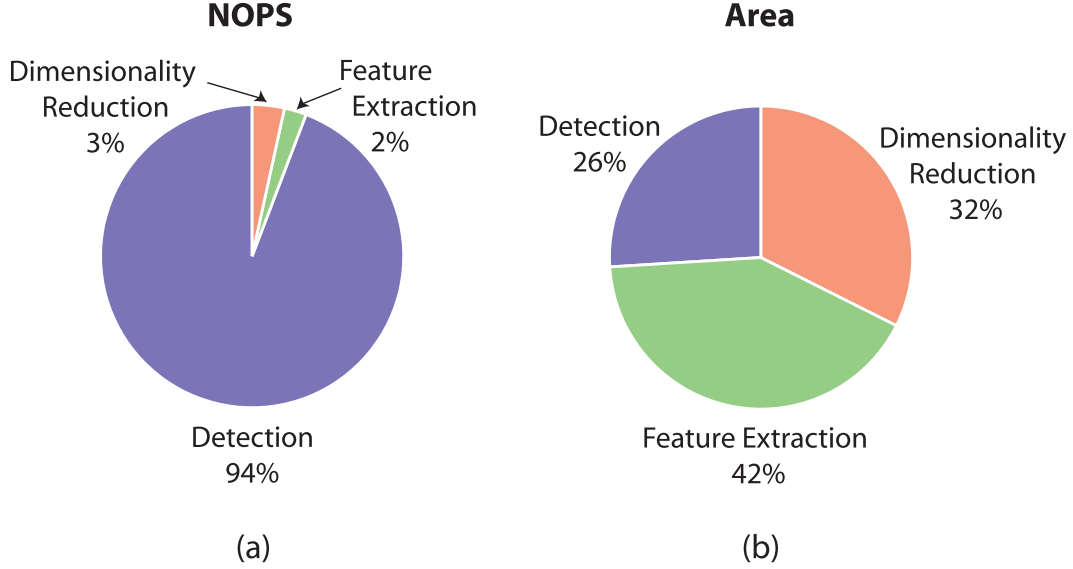 NOPS
Dimensionality
Reduction
3%
Feature
Extraction
2%
Detection
94%
(a)
Area
Detection
26%
Dimensionality
Reduction
32%
Feature Extraction
42%
(b)